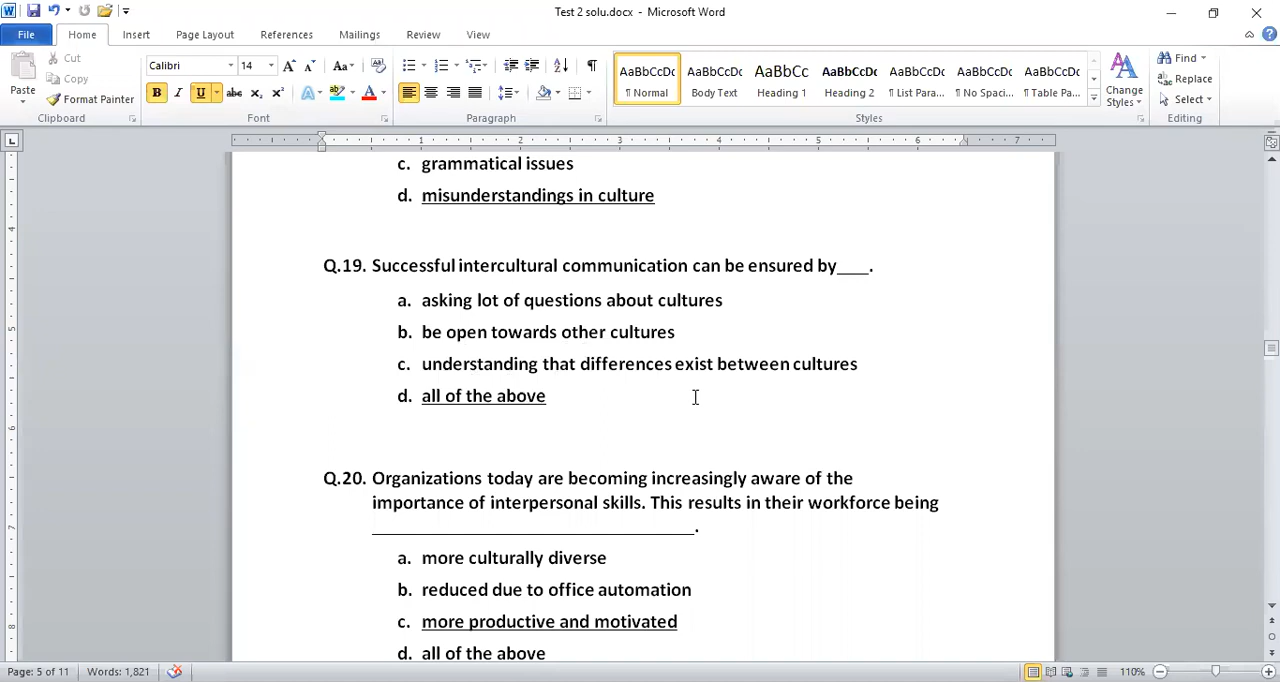 Test 2 solu.docx - Microsoft Word
File Home Insert Page Layout References Mailings Review View
Paste
Cut
Copy
Format Painter
Clipboard
Calibri 14
Font
Paragraph
AaBbCcDc AaBbCcDc AaBbCc AaBbCcDc AaBbCcDc AaBbCcDc AaBbCcDc
¶ Normal Body Text Heading 1 Heading 2 ¶ List Para... ¶ No Spaci... ¶ Table Pa...
Change Styles
Styles
Find
Replace
Select
Editing
c. grammatical issues
d. misunderstandings in culture
Q.19. Successful intercultural communication can be ensured by___.
a. asking lot of questions about cultures
b. be open towards other cultures
c. understanding that differences exist between cultures
d. all of the above
Q.20. Organizations today are becoming increasingly aware of the
importance of interpersonal skills. This results in their workforce being
________________________________.
a. more culturally diverse
b. reduced due to office automation
c. more productive and motivated
d. all of the above
Page: 5 of 11 Words: 1,821 110%